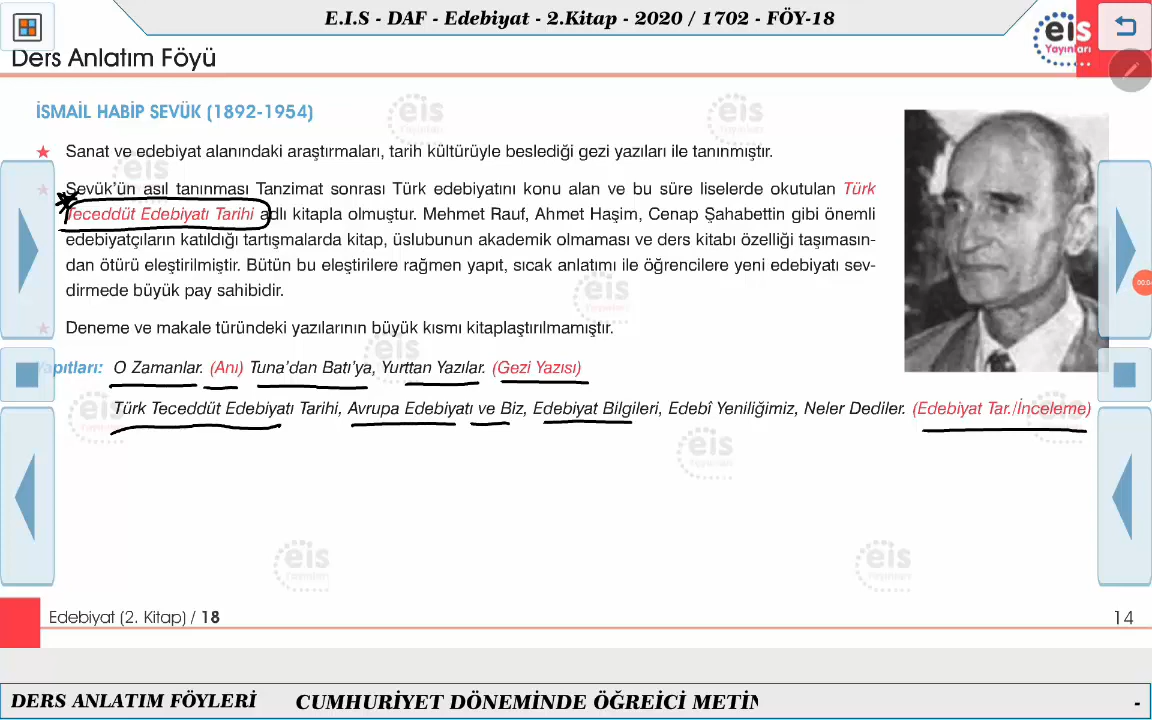 E.I.S - DAF - Edebiyat - 2.Kitap - 2020 / 1702 - FÖY-18
eis
Yayınları
Ders Anlatım Föyü
İSMAİL HABİP SEVÜK (1892-1954)
Sanat ve edebiyat alanındaki araştırmaları, tarih kültürüyle beslediği gezi yazıları ile tanınmıştır.
Sevük'ün asıl tanınması Tanzimat sonrası Türk edebiyatını konu alan ve bu süre liselerde okutulan Türk
Teceddüt Edebiyatı Tarihi adlı kitapla olmuştur. Mehmet Rauf, Ahmet Haşim, Cenap Şahabettin gibi önemli
edebiyatçıların katıldığı tartışmalarda kitap, üslubunun akademik olmaması ve ders kitabı özelliği taşımasın-
dan ötürü eleştirilmiştir. Bütün bu eleştirilere rağmen yapıt, sıcak anlatımı ile öğrencilere yeni edebiyatı sev-
dirmede büyük pay sahibidir.
00:04
Deneme ve makale türündeki yazılarının büyük kısmı kitaplaştırılmamıştır.
Yapıtları: O Zamanlar. (Anı) Tuna'dan Batı'ya, Yurttan Yazılar. (Gezi Yazısı)
Türk Teceddüt Edebiyatı Tarihi, Avrupa Edebiyatı ve Biz, Edebiyat Bilgileri, Edebî Yeniliğimiz, Neler Dediler. (Edebiyat Tar./İnceleme)
Edebiyat (2. Kitap) / 18
14
DERS ANLATIM FÖYLERİ CUMHURİYET DÖNEMİNDE ÖĞREİCİ METİN -